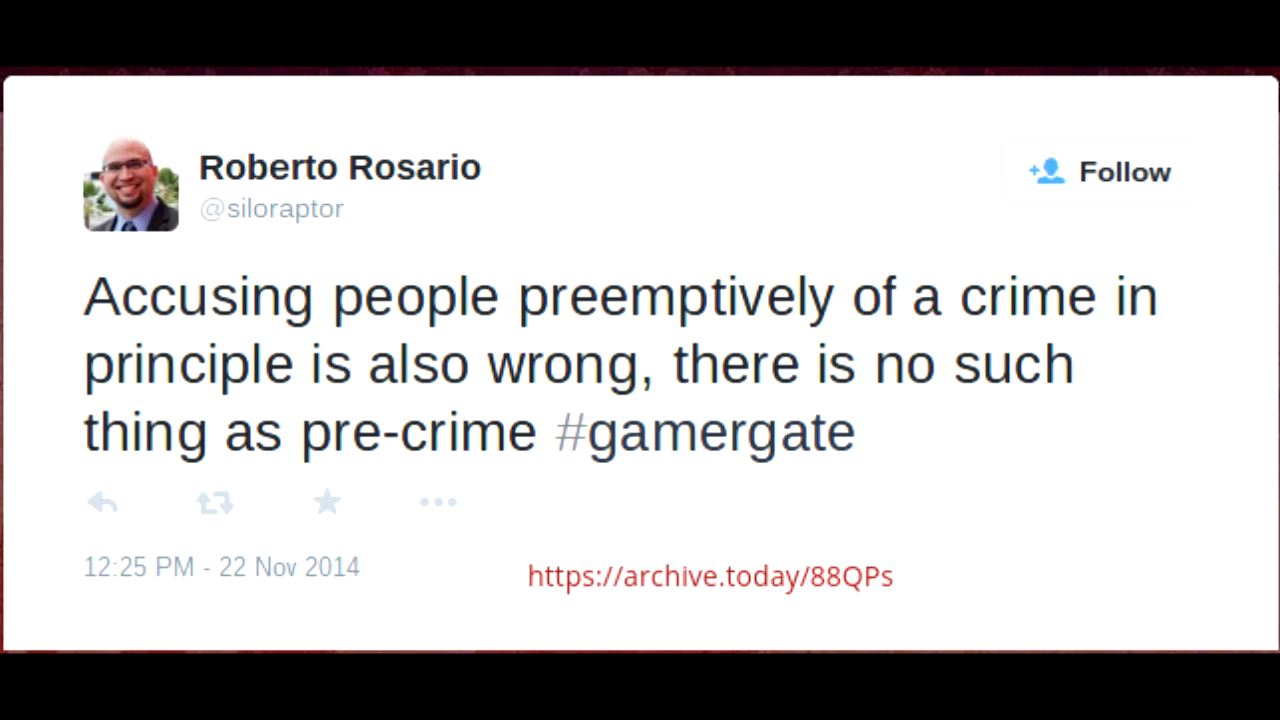 Roberto Rosario
@siloraptor
Follow
Accusing people preemptively of a crime in
principle is also wrong, there is no such
thing as pre-crime #gamergate
12:25 PM - 22 Nov 2014
https://archive.today/88QPs